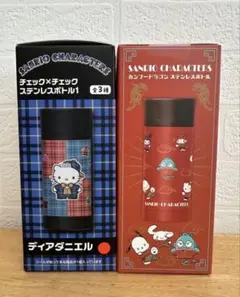 SANRIO CHARACTERS
チェック×チェック
ステンレスボトル1
全3種
ディアダニエル
SANRIO CHARACTERS
カンフードラゴン ステンレスボトル
SANRIO CHARACTERS